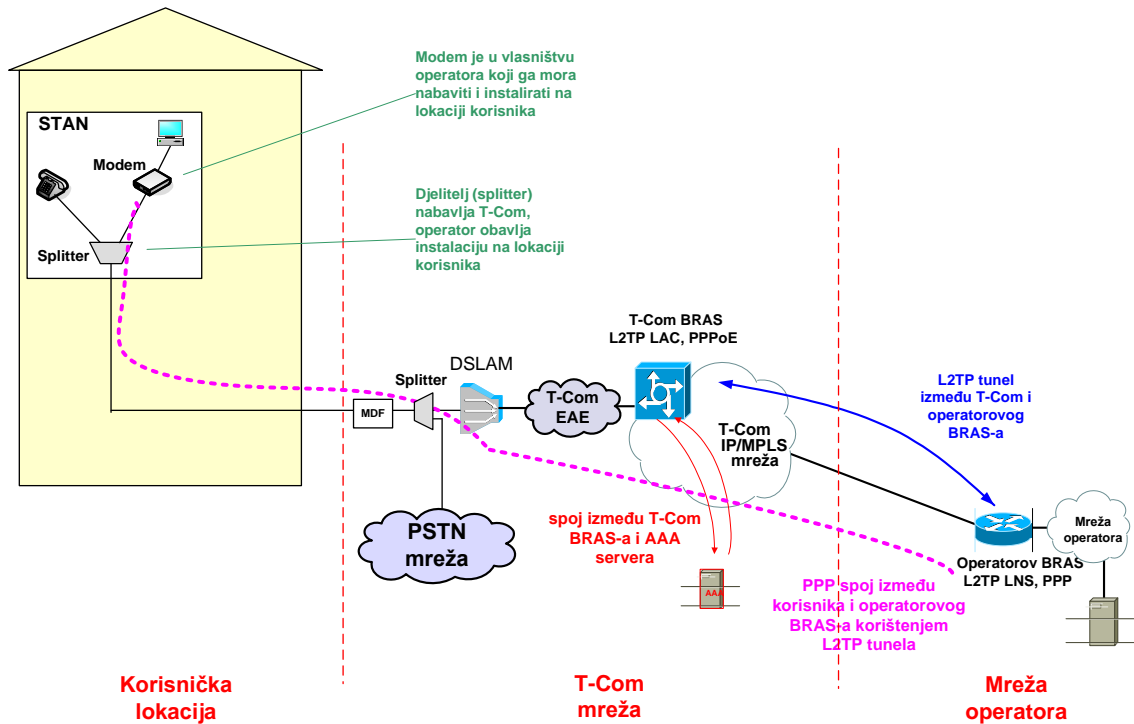 Modem je u vlasništvu
operatora koji ga mora
nabaviti i instalirati na
lokaciji korisnika
STAN
Modem
Djelitelj (splitter)
nabavlja T-Com,
operator obavlja
instalaciju na lokaciji
korisnika
Splitter
T-Com BRAS
L2TP LAC, PPPoE
DSLAM
Splitter
MDF
T-Com
EAE
T-Com
IP/MPLS
mreža
L2TP tunel
između T-Com i
operatorovog
BRAS-a
PSTN
mreža
spoj između T-Com
BRAS-a i AAA
servera
AAA
Mreža
operatora
Operatorov BRAS
L2TP LNS, PPP
PPP spoj između
korisnika i operatorovog
BRAS-a korištenjem
L2TP tunela
Korisnička
lokacija
T-Com
mreža
Mreža
operatora